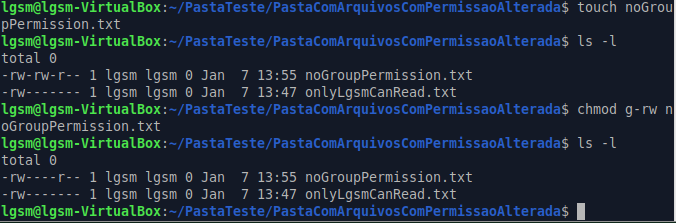 lgsm@lgsm-VirtualBox:~/PastaTeste/PastaComArquivosComPermissaoAlterada$ touch noGrou
pPermission.txt
lgsm@lgsm-VirtualBox:~/PastaTeste/PastaComArquivosComPermissaoAlterada$ ls -l
total 0
-rw-rw-r-- 1 lgsm lgsm 0 Jan  7 13:55 noGroupPermission.txt
-rw------- 1 lgsm lgsm 0 Jan  7 13:47 onlyLgsmCanRead.txt
lgsm@lgsm-VirtualBox:~/PastaTeste/PastaComArquivosComPermissaoAlterada$ chmod g-rw n
oGroupPermission.txt
lgsm@lgsm-VirtualBox:~/PastaTeste/PastaComArquivosComPermissaoAlterada$ ls -l
total 0
-rw----r-- 1 lgsm lgsm 0 Jan  7 13:55 noGroupPermission.txt
-rw------- 1 lgsm lgsm 0 Jan  7 13:47 onlyLgsmCanRead.txt
lgsm@lgsm-VirtualBox:~/PastaTeste/PastaComArquivosComPermissaoAlterada$